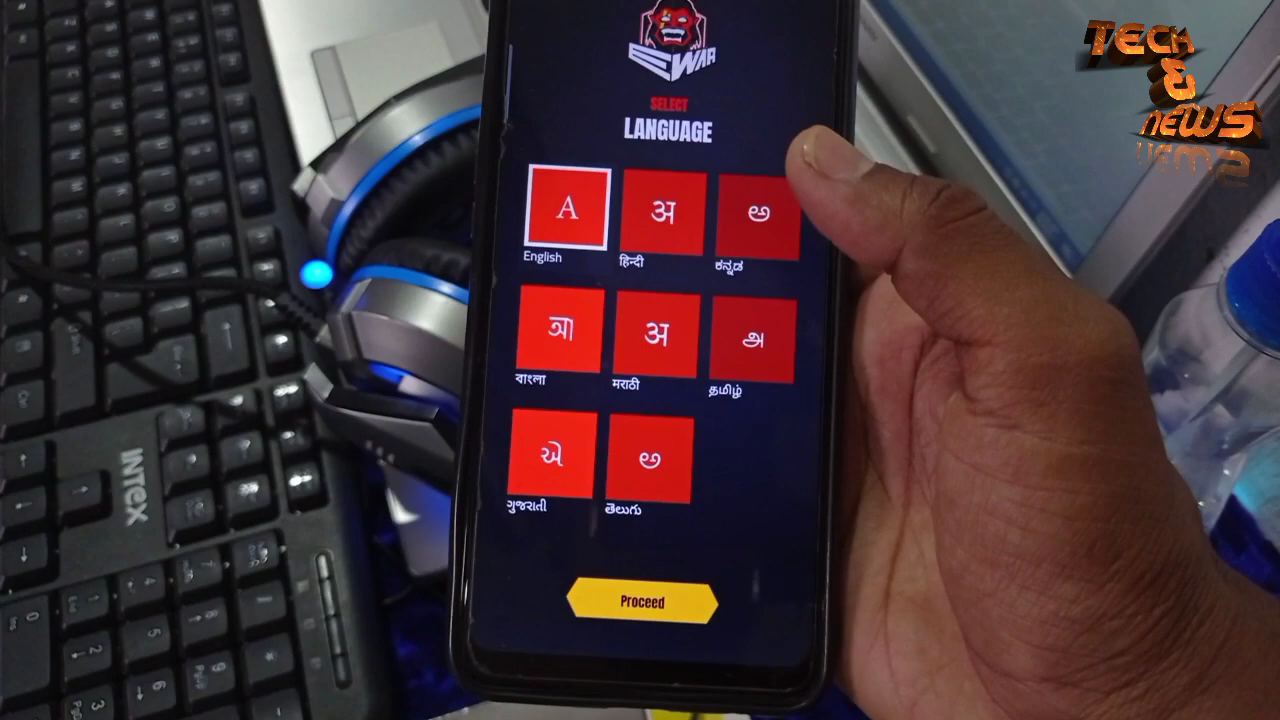 TECH
&
NEWS
EWAR
SELECT
LANGUAGE
A
अ
ಅ
English
हिन्दी
ಕನ್ನಡ
আ
अ
அ
বাংলা
मराठी
தமிழ்
એ
అ
ગુજરાતી
తెలుగు
Proceed
INTEX